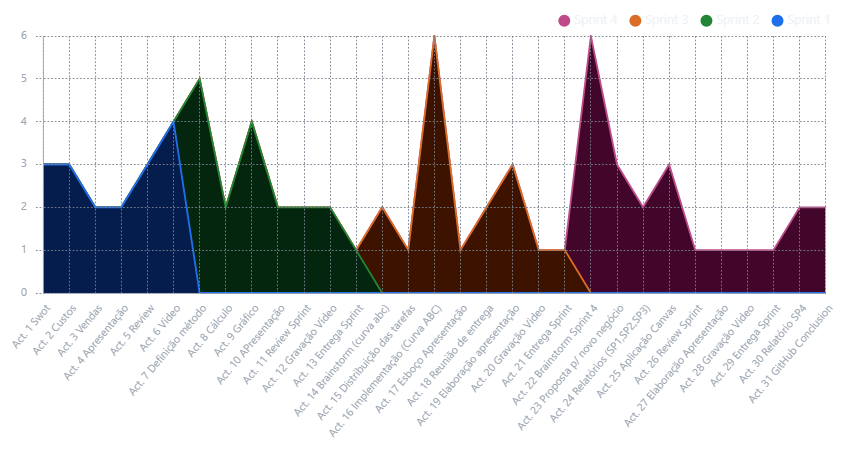 Sprint 4 Sprint 3 Sprint 2 Sprint 1
6
5
4
3
2
1
0
Act. 1 Swot
Act. 2 Custos
Act. 3 Vendas
Act. 4 Apresentação
Act. 5 Review
Act. 6 Video
Act. 7 Definição método
Act. 8 Cálculo
Act. 9 Gráfico
Act. 10 APresentação
Act. 11 Review Sprint
Act. 12 Gravação Vídeo
Act. 13 Entrega Sprint
Act. 14 Brainstorm (curva abc)
Act. 15 Distribuição das tarefas
Act. 16 Implementação (Curva ABC)
Act. 17 Esboço Apresentação
Act. 18 Reunião de entrega
Act. 19 Elaboração apresentação
Act. 20 Gravação Vídeo
Act. 21 Entrega Sprint
Act. 22 Brainstorm Sprint 4
Act. 23 Proposta p/ novo negócio
Act. 24 Relatórios (SP1,SP2,SP3)
Act. 25 Aplicação Canvas
Act. 26 Review Sprint
Act. 27 Elaboração Apresentação
Act. 28 Gravação Vídeo
Act. 29 Entrega Sprint
Act. 30 Relatório SP4
Act. 31 GitHub Conclusion